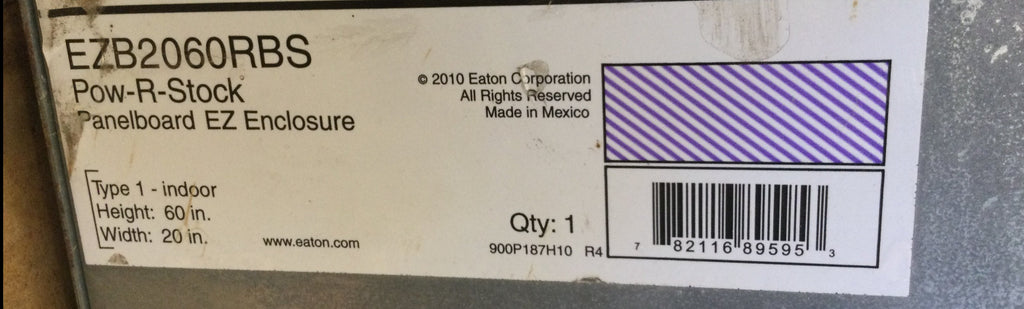 EZB2060RBS
Pow-R-Stock
Panelboard EZ Enclosure
Type 1 - indoor
Height: 60 in.
Width: 20 in.
www.eaton.com
© 2010 Eaton Corporation
All Rights Reserved
Made in Mexico
Qty: 1
900P187H10 R4
7 82116 89595 3